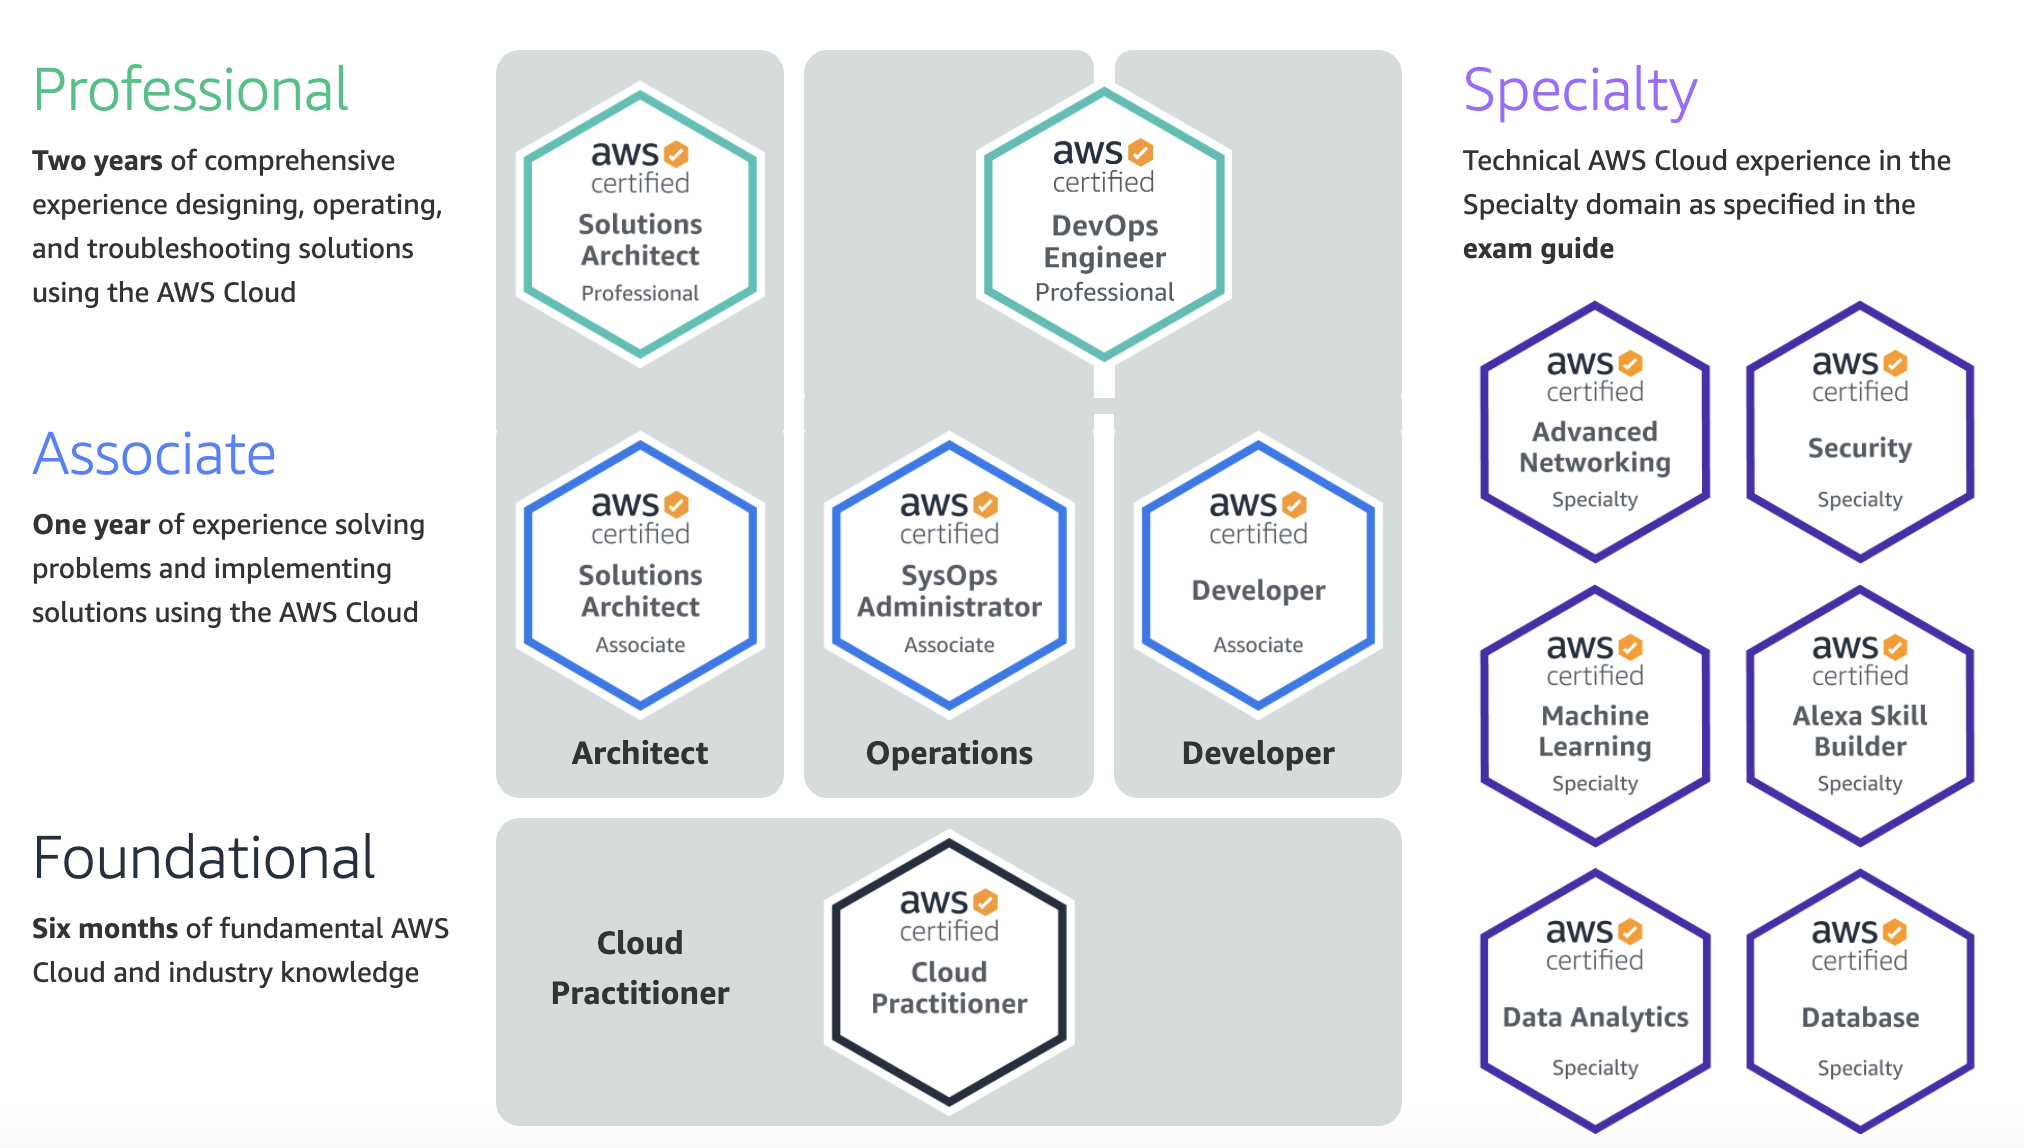 Professional
Two years of comprehensive
experience designing, operating,
and troubleshooting solutions
using the AWS Cloud
aws
certified
Solutions
Architect
Professional
aws
certified
DevOps
Engineer
Professional
Associate
One year of experience solving
problems and implementing
solutions using the AWS Cloud
aws
certified
Solutions
Architect
Associate
Architect
aws
certified
SysOps
Administrator
Associate
Operations
aws
certified
Developer
Associate
Developer
Foundational
Six months of fundamental AWS
Cloud and industry knowledge
Cloud
Practitioner
aws
certified
Cloud
Practitioner
Specialty
Technical AWS Cloud experience in the
Specialty domain as specified in the
exam guide
aws
certified
Advanced
Networking
Specialty
aws
certified
Security
Specialty
aws
certified
Machine
Learning
Specialty
aws
certified
Alexa Skill
Builder
Specialty
aws
certified
Data Analytics
Specialty
aws
certified
Database
Specialty